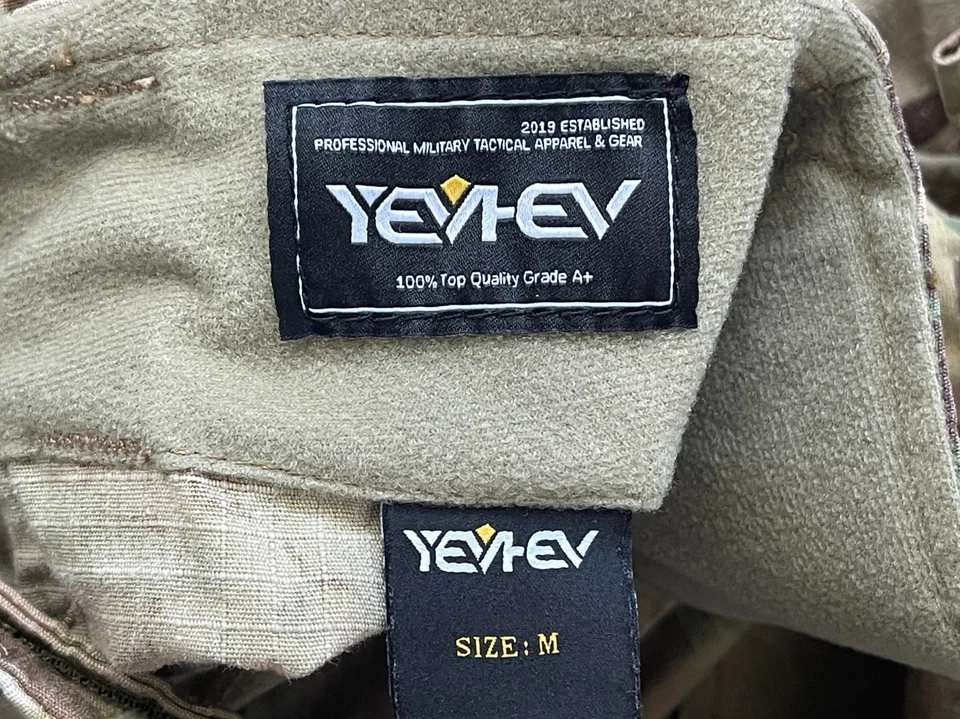 2019 ESTABLISHED
PROFESSIONAL MILITARY TACTICAL APPAREL & GEAR
YEVHEV
100% Top Quality Grade A+
YEVHEV
SIZE: M